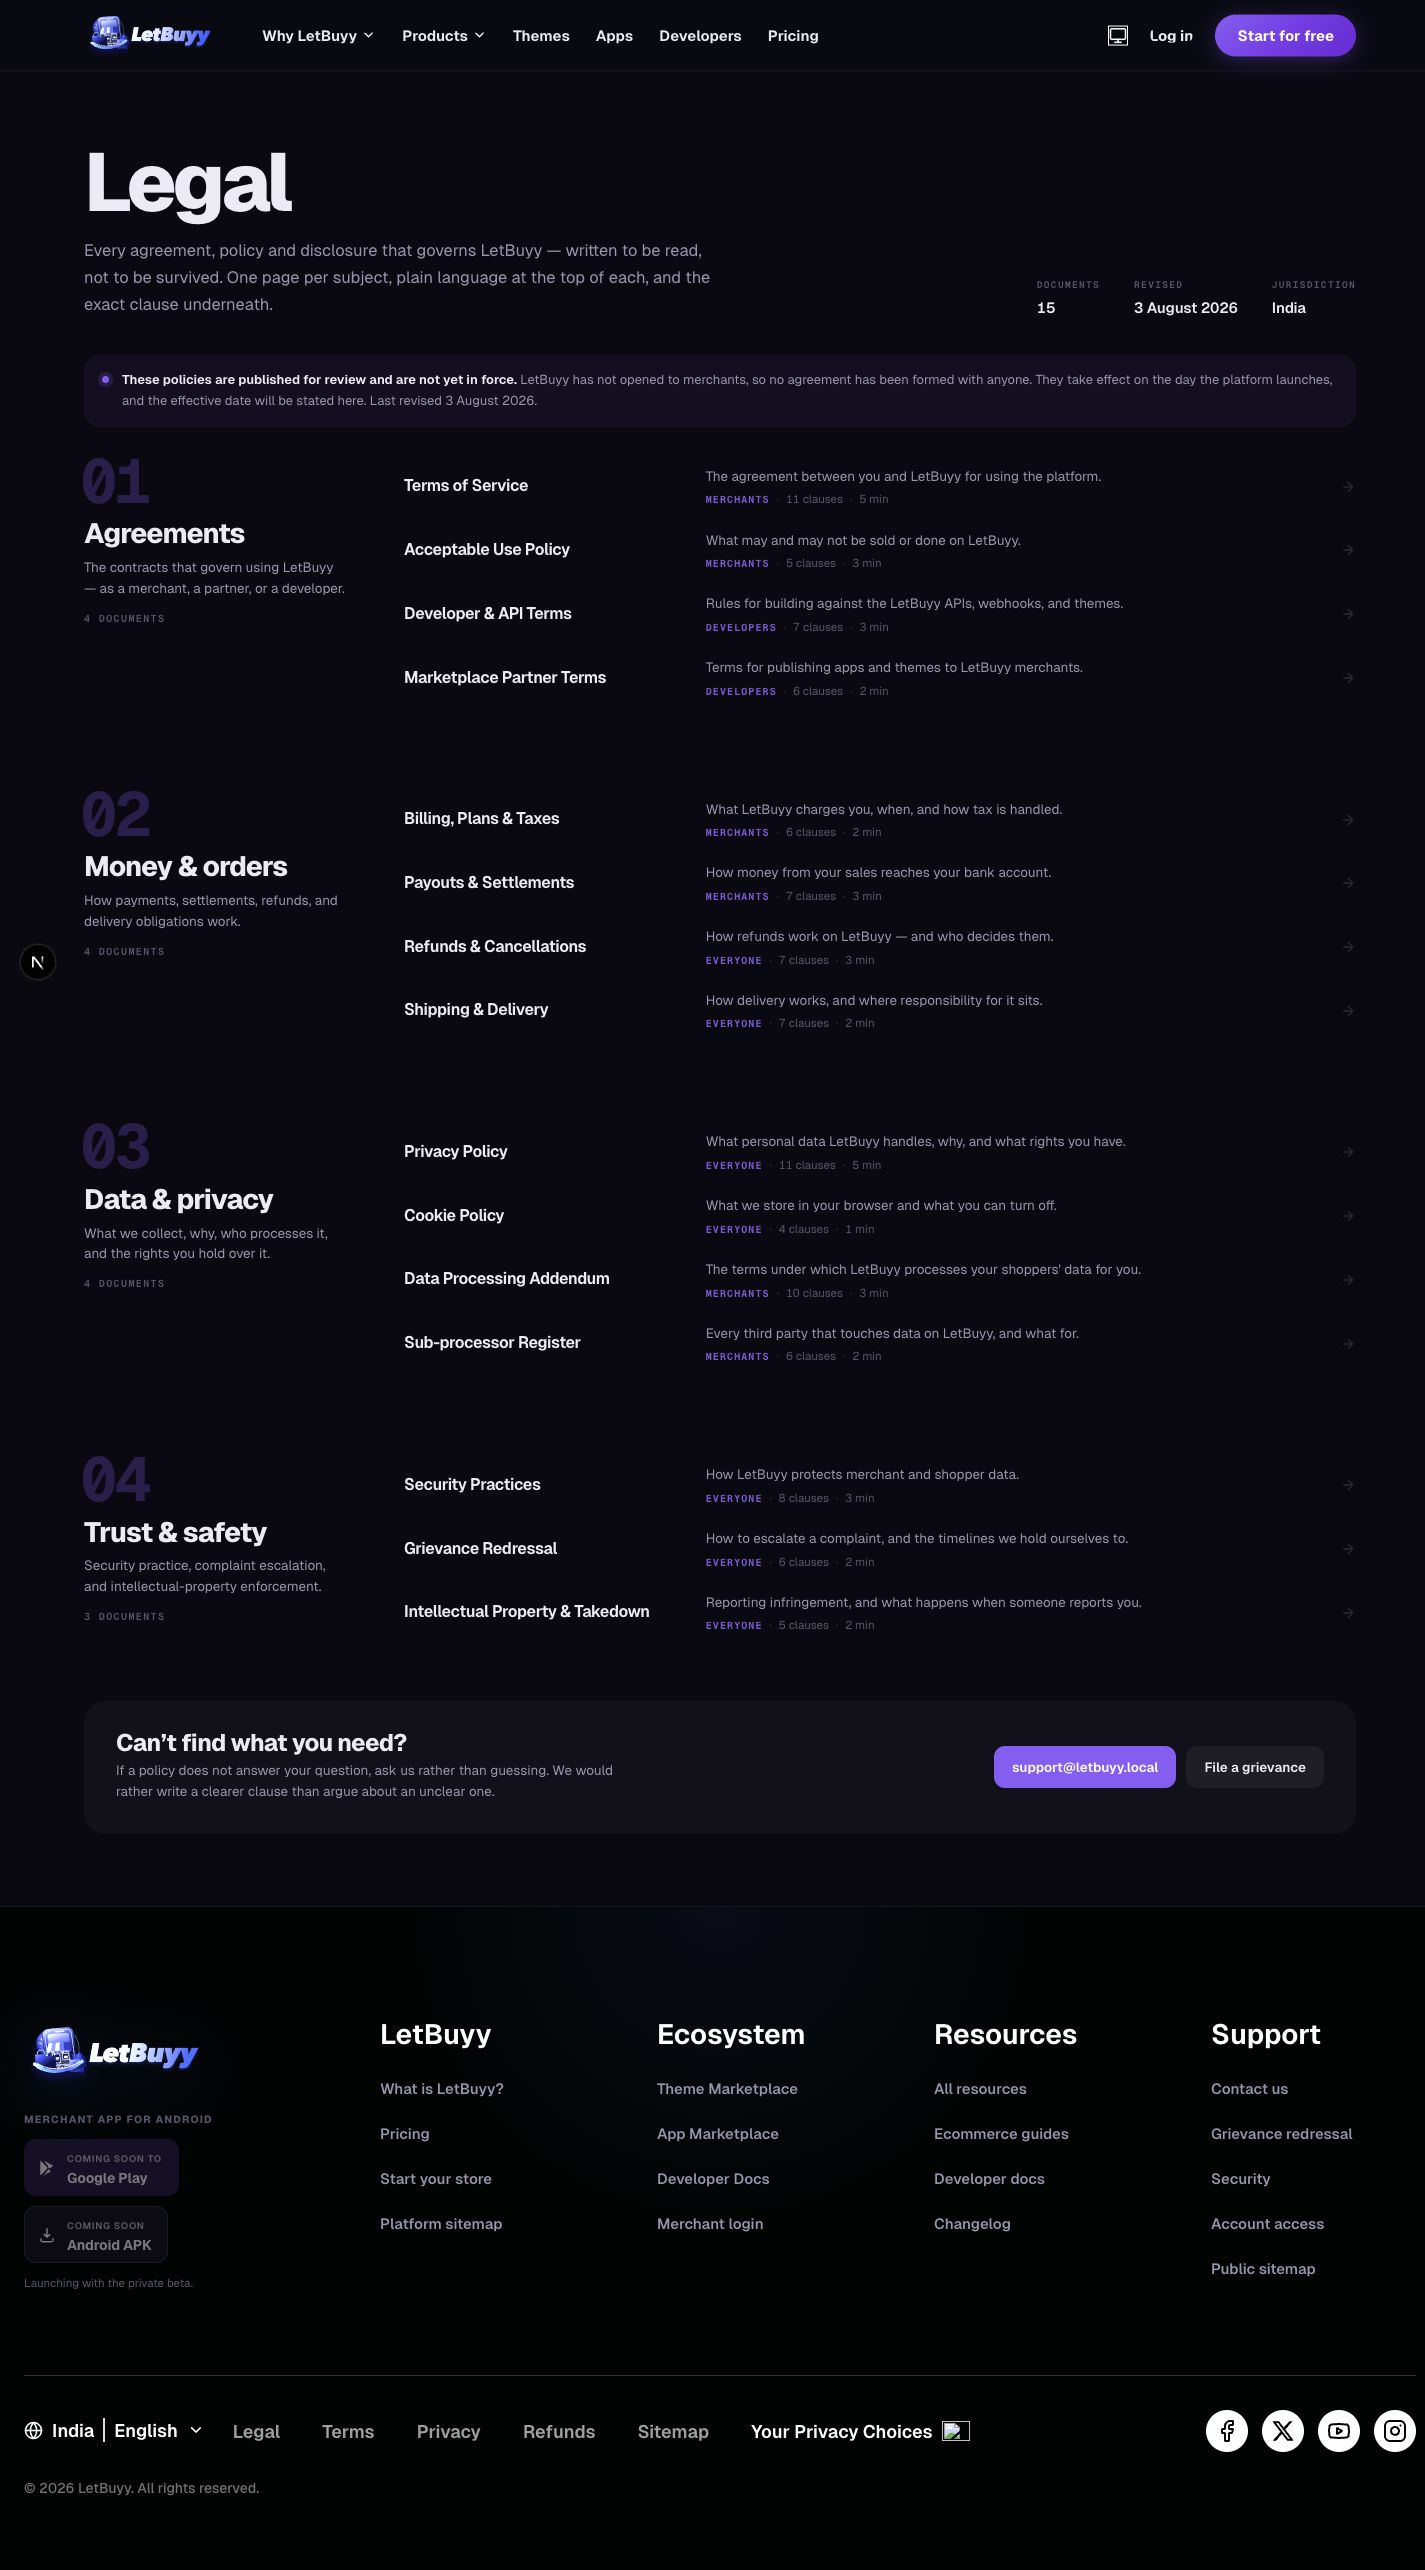 LetBuyy
Why LetBuyy
Products
Themes
Apps
Developers
Pricing
Log in
Start for free
Legal
Every agreement, policy and disclosure that governs LetBuyy — written to be read,
not to be survived. One page per subject, plain language at the top of each, and the
exact clause underneath.
DOCUMENTS
15
REVISED
3 August 2026
JURISDICTION
India
These policies are published for review and are not yet in force. LetBuyy has not opened to merchants, so no agreement has been formed with anyone. They take effect on the day the platform launches,
and the effective date will be stated here. Last revised 3 August 2026.
01
Agreements
The contracts that govern using LetBuyy
— as a merchant, a partner, or a developer.
4 DOCUMENTS
Terms of Service
The agreement between you and LetBuyy for using the platform.
MERCHANTS · 11 clauses · 5 min
Acceptable Use Policy
What may and may not be sold or done on LetBuyy.
MERCHANTS · 5 clauses · 3 min
Developer & API Terms
Rules for building against the LetBuyy APIs, webhooks, and themes.
DEVELOPERS · 7 clauses · 3 min
Marketplace Partner Terms
Terms for publishing apps and themes to LetBuyy merchants.
DEVELOPERS · 6 clauses · 2 min
02
Money & orders
How payments, settlements, refunds, and
delivery obligations work.
4 DOCUMENTS
Billing, Plans & Taxes
What LetBuyy charges you, when, and how tax is handled.
MERCHANTS · 6 clauses · 2 min
Payouts & Settlements
How money from your sales reaches your bank account.
MERCHANTS · 7 clauses · 3 min
Refunds & Cancellations
How refunds work on LetBuyy — and who decides them.
EVERYONE · 7 clauses · 3 min
Shipping & Delivery
How delivery works, and where responsibility for it sits.
EVERYONE · 7 clauses · 2 min
N
03
Data & privacy
What we collect, why, who processes it,
and the rights you hold over it.
4 DOCUMENTS
Privacy Policy
What personal data LetBuyy handles, why, and what rights you have.
EVERYONE · 11 clauses · 5 min
Cookie Policy
What we store in your browser and what you can turn off.
EVERYONE · 4 clauses · 1 min
Data Processing Addendum
The terms under which LetBuyy processes your shoppers' data for you.
MERCHANTS · 10 clauses · 3 min
Sub-processor Register
Every third party that touches data on LetBuyy, and what for.
MERCHANTS · 6 clauses · 2 min
04
Trust & safety
Security practice, complaint escalation,
and intellectual-property enforcement.
3 DOCUMENTS
Security Practices
How LetBuyy protects merchant and shopper data.
EVERYONE · 8 clauses · 3 min
Grievance Redressal
How to escalate a complaint, and the timelines we hold ourselves to.
EVERYONE · 6 clauses · 2 min
Intellectual Property & Takedown
Reporting infringement, and what happens when someone reports you.
EVERYONE · 5 clauses · 2 min
Can’t find what you need?
If a policy does not answer your question, ask us rather than guessing. We would
rather write a clearer clause than argue about an unclear one.
support@letbuyy.local
File a grievance
LetBuyy
MERCHANT APP FOR ANDROID
COMING SOON TO
Google Play
COMING SOON
Android APK
Launching with the private beta.
LetBuyy
What is LetBuyy?
Pricing
Start your store
Platform sitemap
Ecosystem
Theme Marketplace
App Marketplace
Developer Docs
Merchant login
Resources
All resources
Ecommerce guides
Developer docs
Changelog
Support
Contact us
Grievance redressal
Security
Account access
Public sitemap
India | English
Legal
Terms
Privacy
Refunds
Sitemap
Your Privacy Choices
© 2026 LetBuyy. All rights reserved.